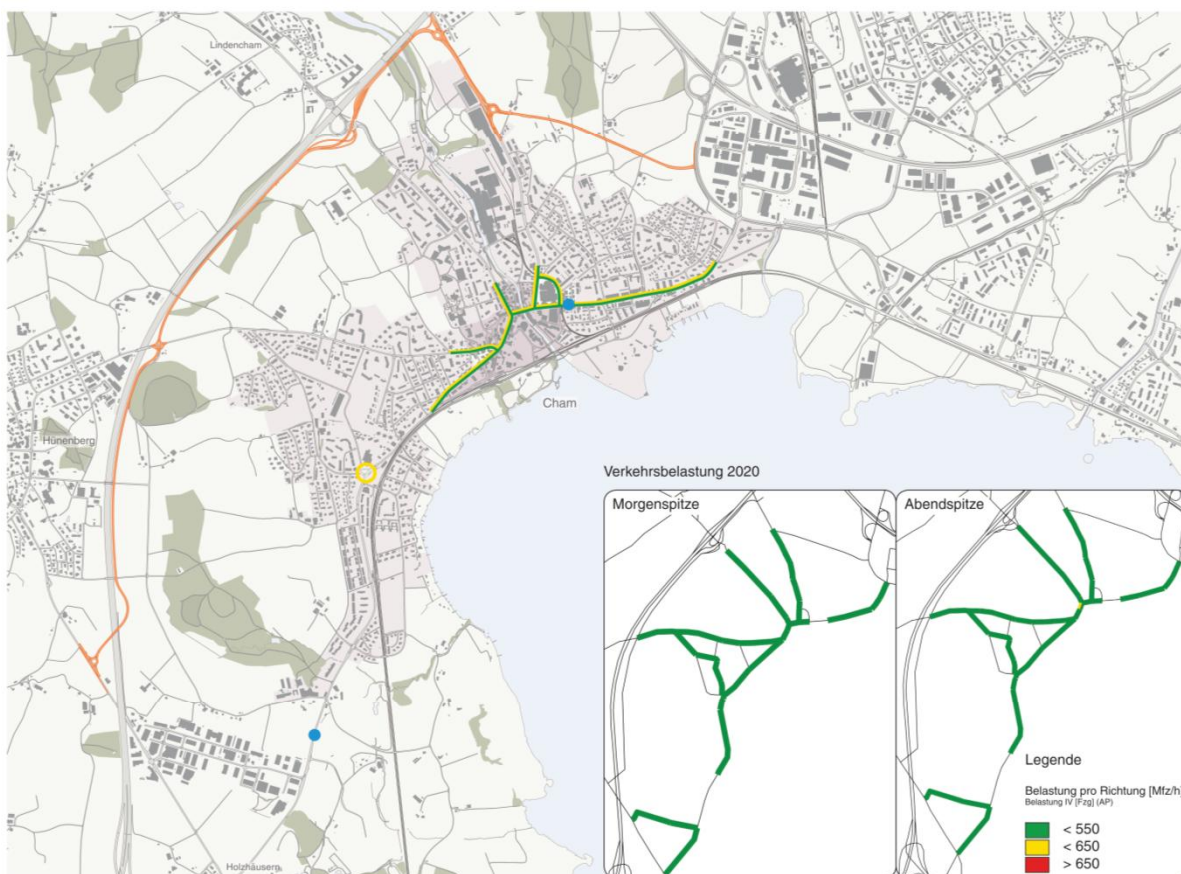 Lindencham
Cham
Hünenberg
Verkehrsbelastung 2020
Morgenspitze
Abendspitze
Legende
Belastung pro Richtung [Mfz/h]
Belastung IV [Fzg] (AP)
< 550
< 650
> 650
Holzhäusern